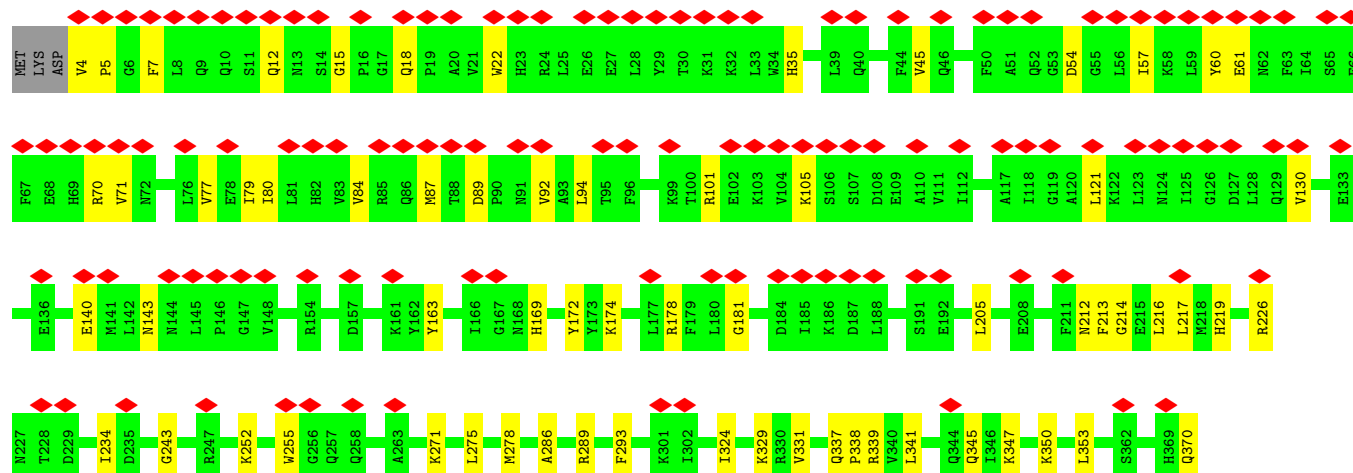 MET LYS ASP V4 P5 G6 F7 L8 Q9 Q10 S11 Q12 N13 S14 G15 P16 G17 Q18 P19 A20 V21 W22 H23 R24 L25 E26 E27 L28 Y29 T30 K31 K32 L33 W34 H35 L39 Q40 F44 V45 Q46 F50 A51 Q52 G53 D54 G55 L56 I57 K58 L59 Y60 E61 N62 F63 I64 S65
F67 E68 H69 R70 V71 N72 L76 V77 E78 I79 I80 L81 H82 V83 V84 R85 Q86 M87 T88 D89 P90 N91 V92 A93 L94 T95 F96 K99 T100 R101 E102 K103 V104 K105 S106 S107 D108 E109 A110 V111 I112 A117 I118 G119 A120 L121 K122 L123 N124 I125 G126 D127 L128 Q129 V130 E133
E136 E140 M141 L142 N143 N144 L145 P146 G147 V148 R154 D157 K161 Y162 Y163 I166 G167 N168 H169 Y172 Y173 K174 L177 R178 F179 L180 G181 D184 I185 K186 D187 L188 S191 E192 L205 E208 F211 N212 F213 G214 E215 L216 L217 M218 H219 R226
N227 T228 D229 I234 D235 G243 R247 K252 W255 G256 Q257 Q258 A263 K271 L275 M278 A286 R289 F293 K301 I302 I324 K329 R330 V331 Q337 P338 R339 V340 L341 Q344 Q345 I346 K347 K350 L353 S362 H369 Q370